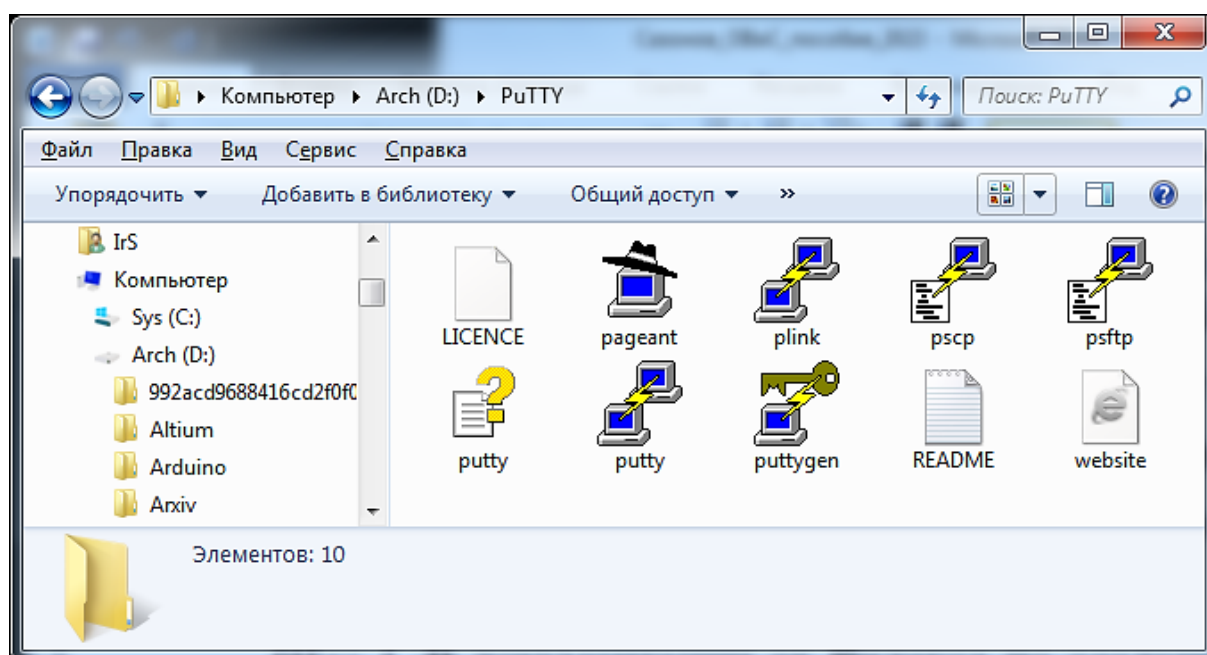 Компьютер Arch (D:) PuTTY Поиск: PuTTY
Файл Правка Вид Сервис Справка
Упорядочить Добавить в библиотеку Общий доступ »
IrS
Компьютер
Sys (C:)
Arch (D:)
992acd9688416cd2f0f0
Altium
Arduino
Arxiv
LICENCE pageant plink pscp psftp
putty putty puttygen README website
Элементов: 10